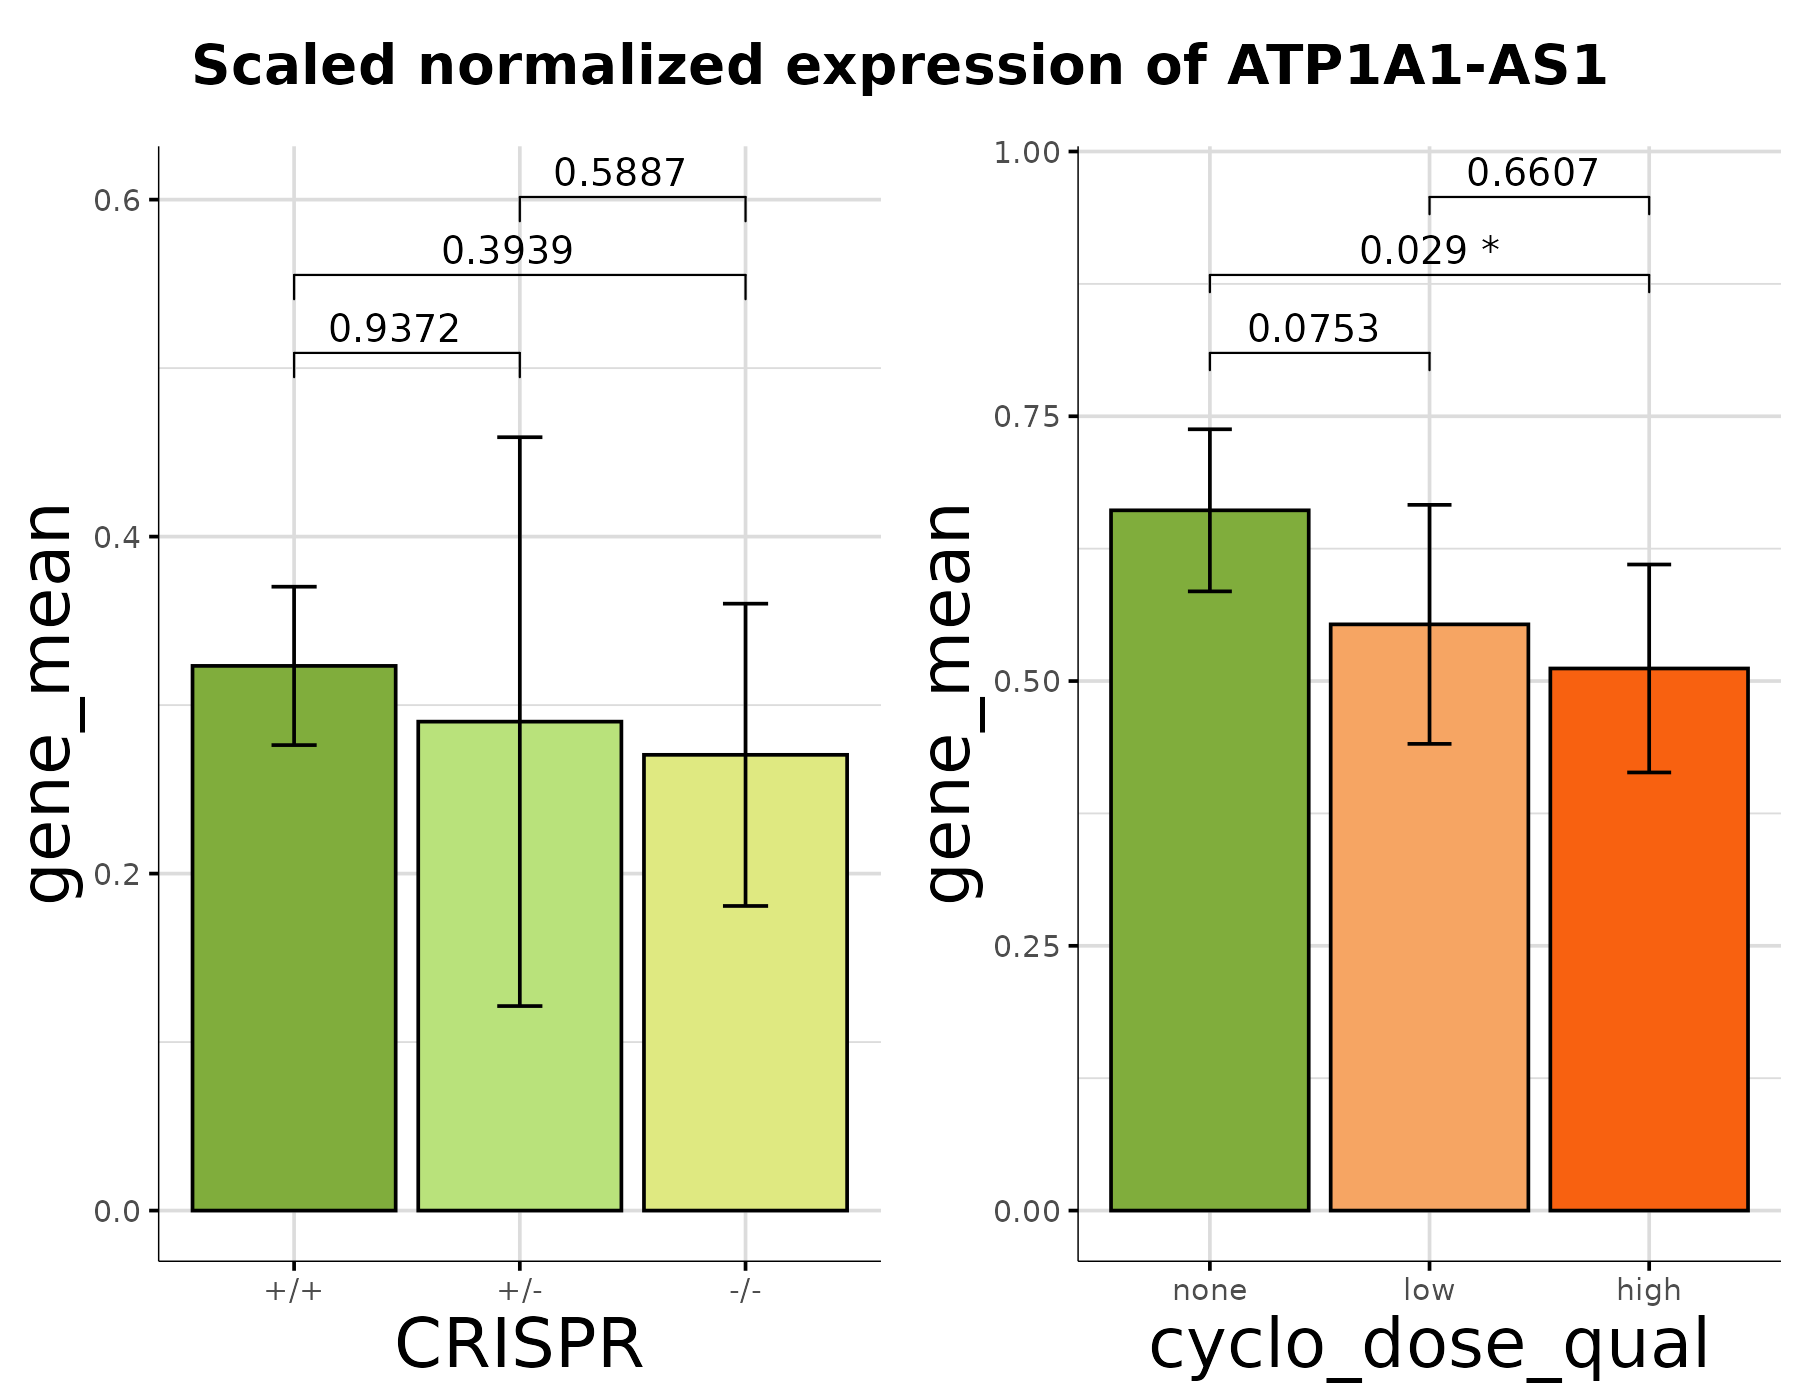 Scaled normalized expression of ATP1A1-AS1
gene_mean
0.6
0.4
0.2
0.0
0.5887
0.3939
0.9372
+/+
+/-
-/-
CRISPR
gene_mean
1.00
0.75
0.50
0.25
0.00
0.6607
0.029 *
0.0753
none
low
high
cyclo_dose_qual